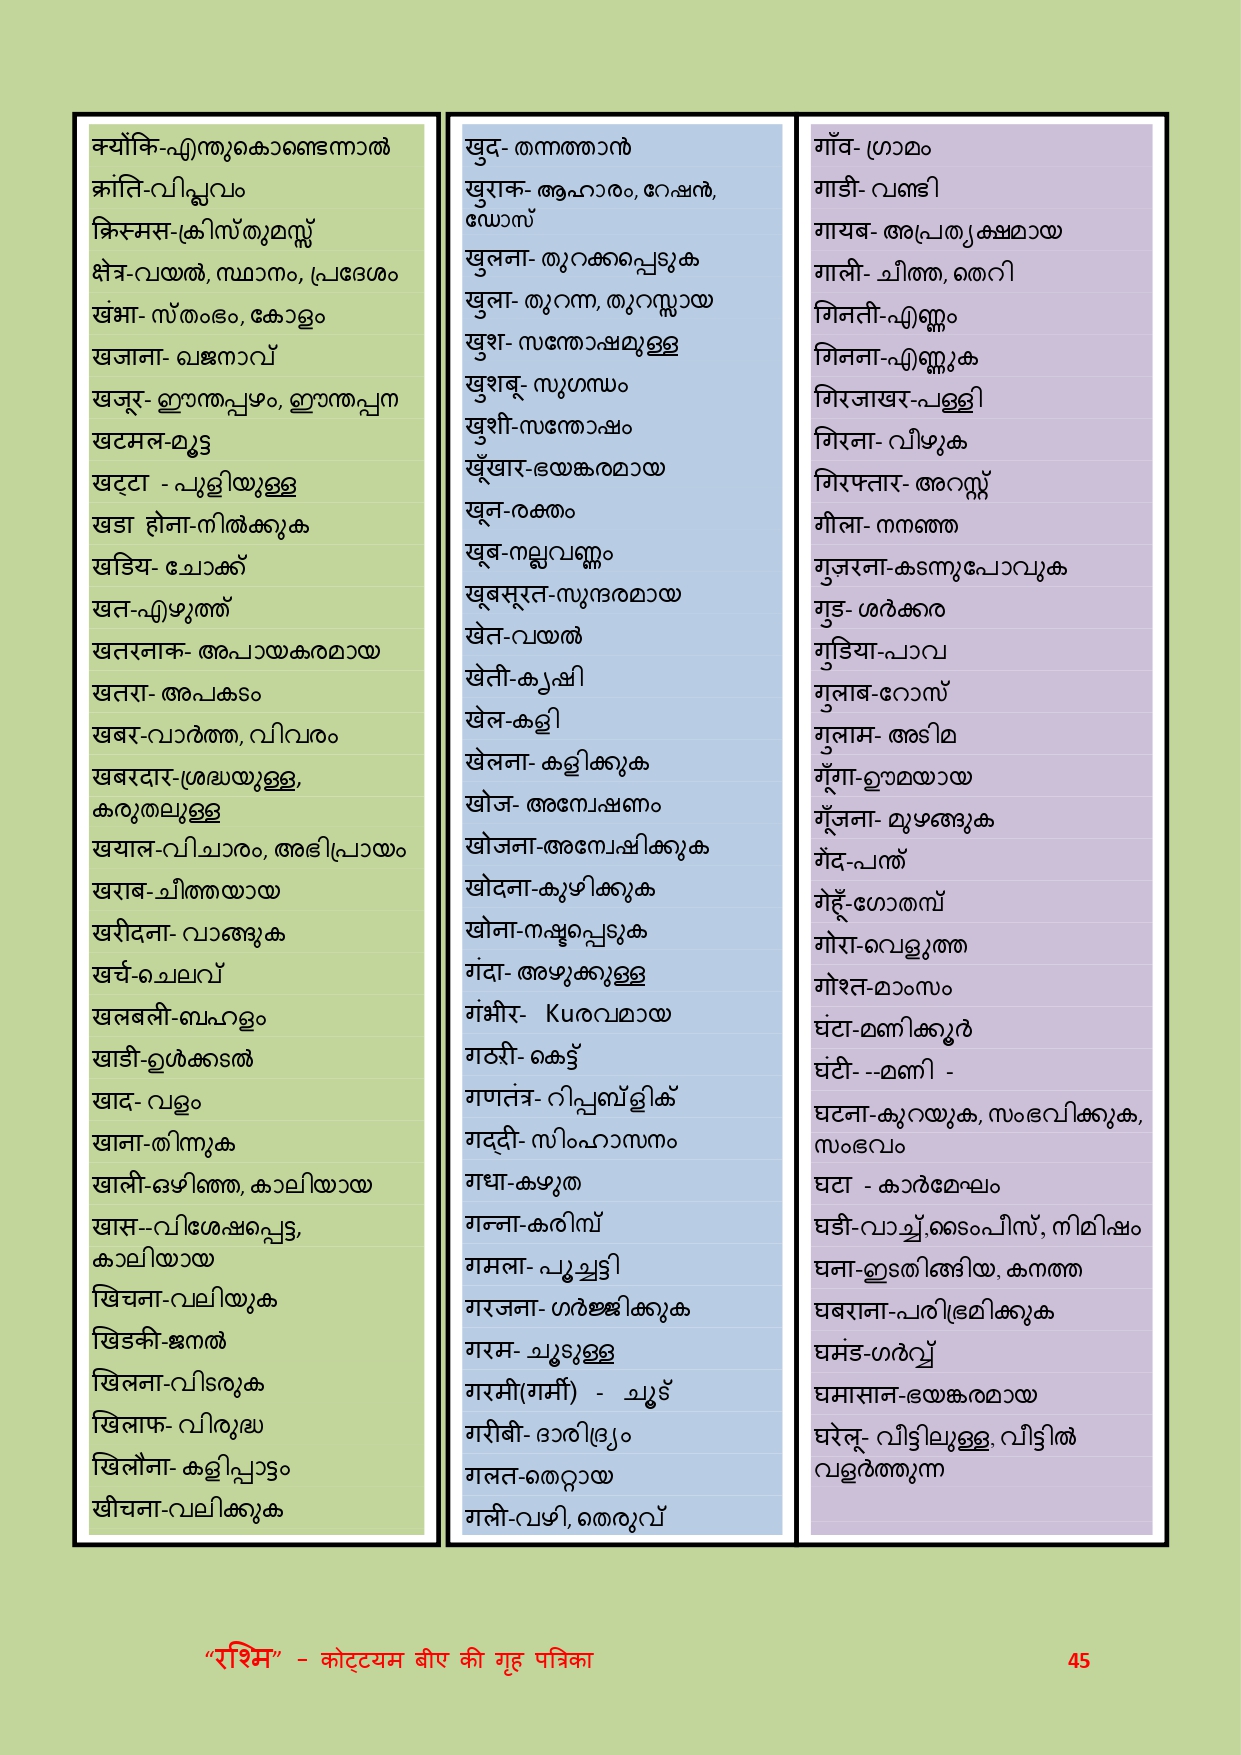 क्योंकि-എന്തുകൊണ്ടെന്നാൽ
क्रांति-വിപ്ലവം
क्रिस्मस-ക്രിസ്തുമസ്സ്
क्षेत्र-വയൽ, സ്ഥാനം, പ്രദേശം
खंभा- സ്തംഭം, കോളം
खजाना- ഖജനാവ്
खजूर- ഈന്തപ്പഴം, ഈന്തപ്പന
खटमल-മൂട്ട
खट्टा - പുളിയുള്ള
खडा होना-നിൽക്കുക
खडिय- ചോക്ക്
खत-എഴുത്ത്
खतरनाक- അപായകരമായ
खतरा- അപകടം
खबर-വാർത്ത, വിവരം
खबरदार-ശ്രദ്ധയുള്ള,
കരുതലുള്ള
खयाल-വിചാരം, അഭിപ്രായം
खराब-ചീത്തയായ
खरीदना- വാങ്ങുക
खर्च-ചെലവ്
खलबली-ബഹളം
खाडी-ഉൾക്കടൽ
खाद- വളം
खाना-തിന്നുക
खाली-ഒഴിഞ്ഞ, കാലിയായ
खास--വിശേഷപ്പെട്ട,
കാലിയായ
खिचना-വലിയുക
खिडकी-ജനൽ
खिलना-വിടരുക
खिलाफ- വിരുദ്ധ
खिलौना- കളിപ്പാട്ടം
खीचना-വലിക്കുക
खुद- തന്നത്താൻ
खुराक- ആഹാരം, റേഷൻ,
ഡോസ്
खुलना- തുറക്കപ്പെടുക
खुला- തുറന്ന, തുറസ്സായ
खुश- സന്തോഷമുള്ള
खुशबू- സുഗന്ധം
खुशी-സന്തോഷം
खूँखार-ഭയങ്കരമായ
खून-രക്തം
खूब-നല്ലവണ്ണം
खूबसूरत-സുന്ദരമായ
खेत-വയൽ
खेती-കൃഷി
खेल-കളി
खेलना- കളിക്കുക
खोज- അന്വേഷണം
खोजना-അന്വേഷിക്കുക
खोदना-കുഴിക്കുക
खोना-നഷ്ടപ്പെടുക
गंदा- അഴുക്കുള്ള
गंभीर- Kuരവമായ
गठरी- കെട്ട്
गणतंत्र- റിപ്പബ്ളിക്
गद्दी- സിംഹാസനം
गधा-കഴുത
गन्ना-കരിമ്പ്
गमला- പൂച്ചട്ടി
गरजना- ഗർജ്ജിക്കുക
गरम- ചൂടുള്ള
गरमी(गर्मी) - ചൂട്
गरीबी- ദാരിദ്ര്യം
गलत-തെറ്റായ
गली-വഴി, തെരുവ്
गाँव- ഗ്രാമം
गाडी- വണ്ടി
गायब- അപ്രത്യക്ഷമായ
गाली- ചീത്ത, തെറി
गिनती-എണ്ണം
गिनना-എണ്ണുക
गिरजाखर-പള്ളി
गिरना- വീഴുക
गिरफ्तार- അറസ്റ്റ്
गीला- നനഞ്ഞ
गुज़रना-കടന്നുപോവുക
गुड- ശർക്കര
गुडिया-പാവ
गुलाब-റോസ്
गुलाम- അടിമ
गूँगा-ഊമയായ
गूँजना- മുഴങ്ങുക
गेंद-പന്ത്
गेहूँ-ഗോതമ്പ്
गोरा-വെളുത്ത
गोश्त-മാംസം
घंटा-മണിക്കൂർ
घंटी- --മണി -
घटना-കുറയുക, സംഭവിക്കുക,
സംഭവം
घटा - കാർമേഘം
घडी-വാച്ച്,ടൈംപീസ്, നിമിഷം
घना-ഇടതിങ്ങിയ, കനത്ത
घबराना-പരിഭ്രമിക്കുക
घमंड-ഗർവ്വ്
घमासान-ഭയങ്കരമായ
घरेलू- വീട്ടിലുള്ള, വീട്ടിൽ
വളർത്തുന്ന
“रश्मि” – कोट्टयम बीए की गृह पत्रिका 45